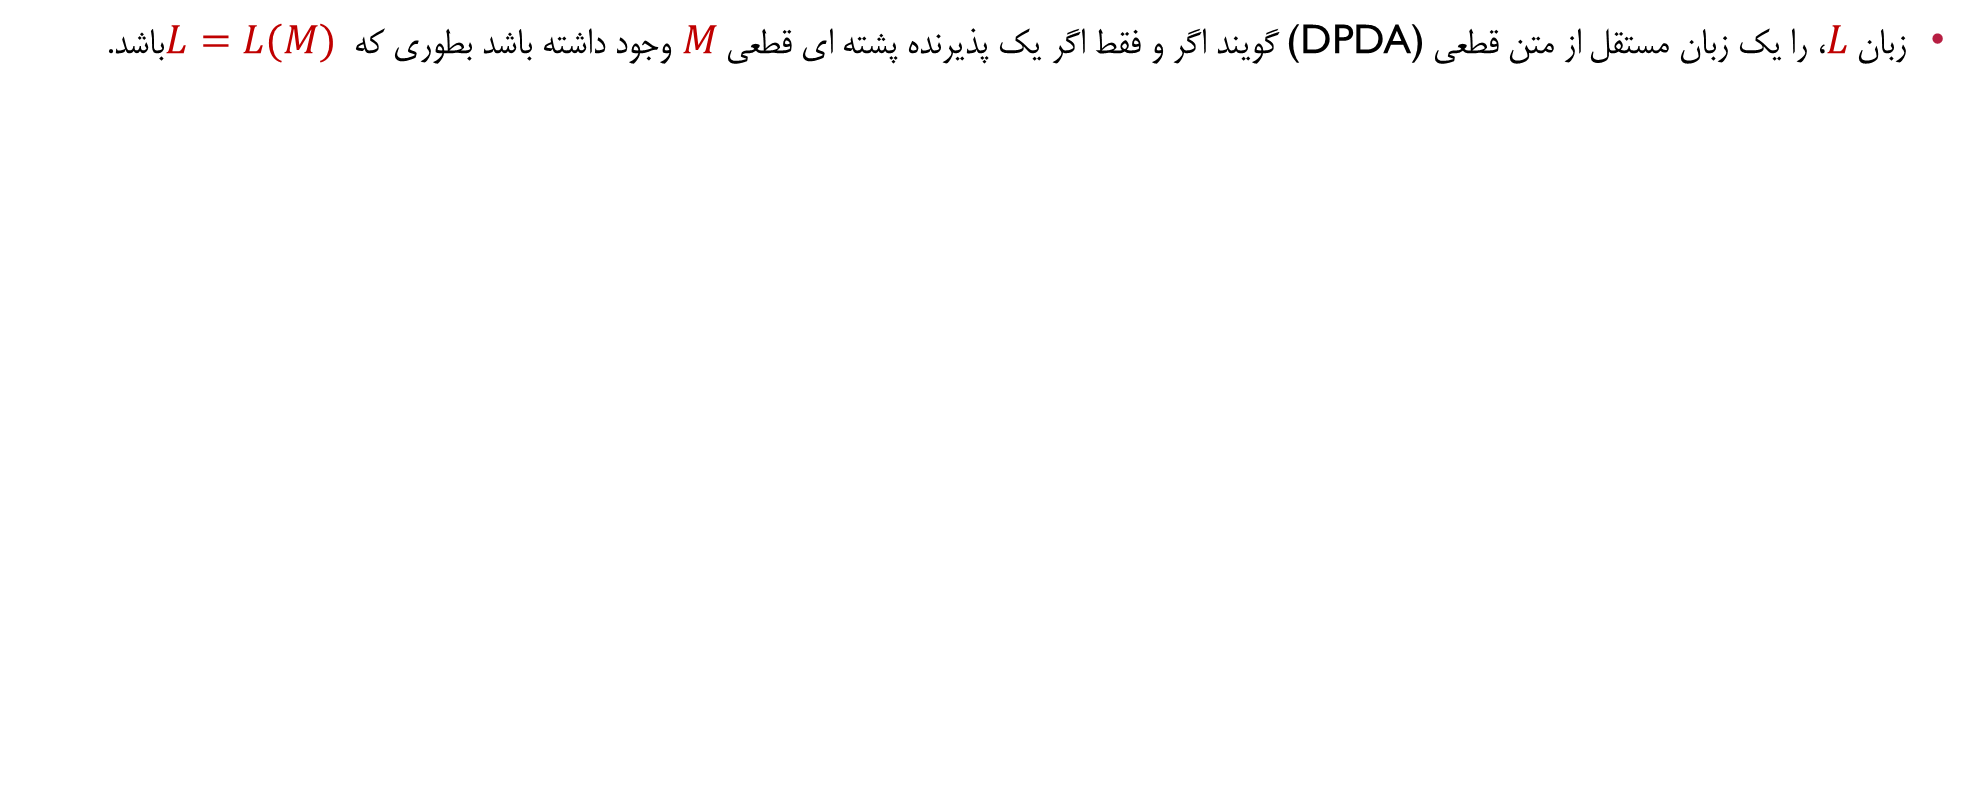 • زبان L، را یک زبان مستقل از متن قطعی (DPDA) گویند اگر و فقط اگر یک پذیرنده پشته ای قطعی M وجود داشته باشد بطوری که L = L(M)باشد.